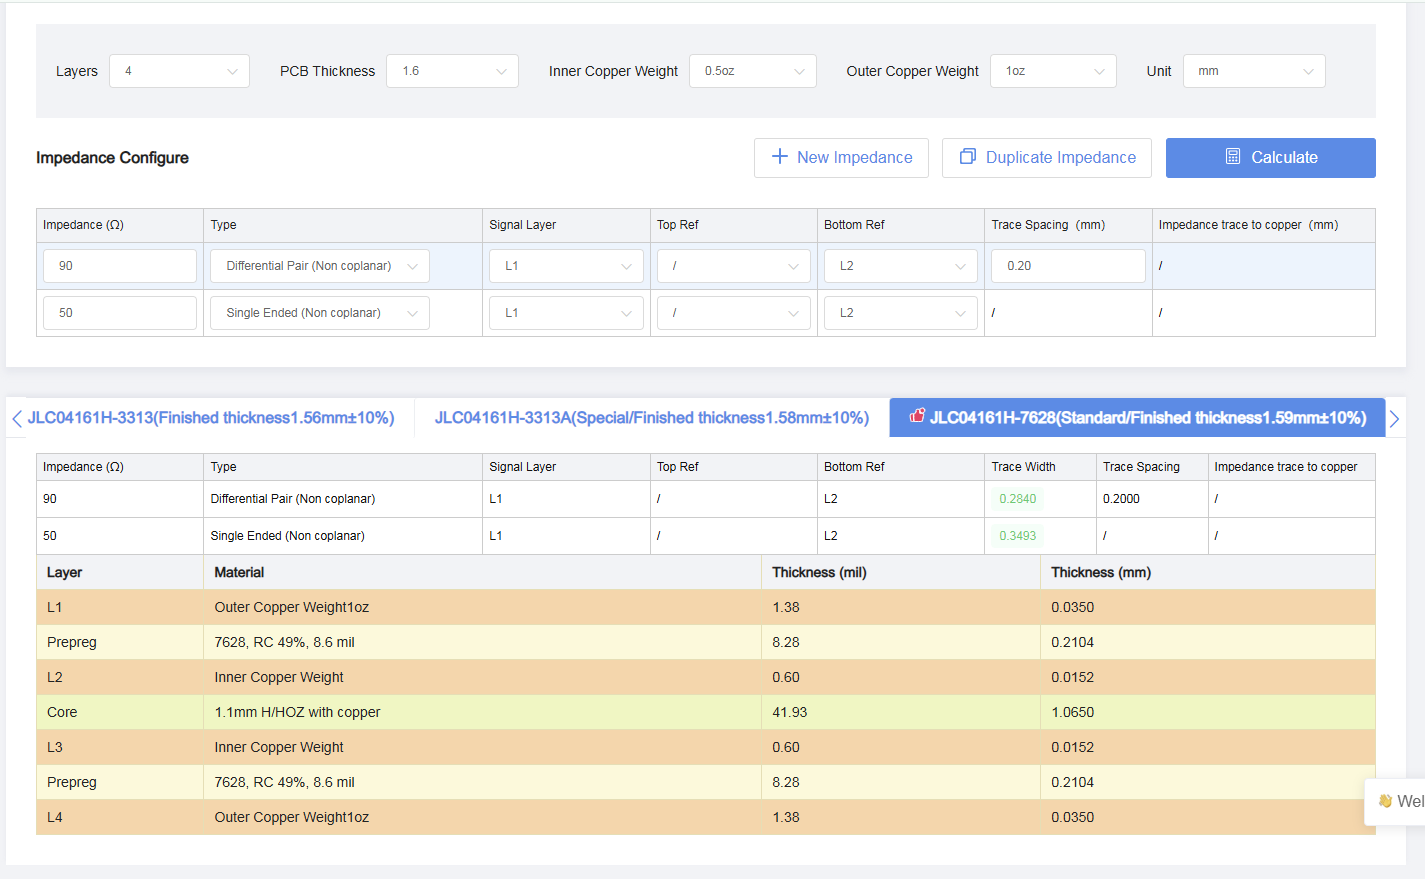 Layers 4 PCB Thickness 1.6 Inner Copper Weight 0.5oz Outer Copper Weight 1oz Unit mm
Impedance Configure New Impedance Duplicate Impedance Calculate
Impedance (Ω) Type Signal Layer Top Ref Bottom Ref Trace Spacing (mm) Impedance trace to copper (mm)
90 Differential Pair (Non coplanar) L1 / L2 0.20 /
50 Single Ended (Non coplanar) L1 / L2 / /
JLC04161H-3313(Finished thickness1.56mm±10%) JLC04161H-3313A(Special/Finished thickness1.58mm±10%) JLC04161H-7628(Standard/Finished thickness1.59mm±10%)
Impedance (Ω) Type Signal Layer Top Ref Bottom Ref Trace Width Trace Spacing Impedance trace to copper
90 Differential Pair (Non coplanar) L1 / L2 0.2840 0.2000 /
50 Single Ended (Non coplanar) L1 / L2 0.3493 / /
Layer Material Thickness (mil) Thickness (mm)
L1 Outer Copper Weight1oz 1.38 0.0350
Prepreg 7628, RC 49%, 8.6 mil 8.28 0.2104
L2 Inner Copper Weight 0.60 0.0152
Core 1.1mm H/HOZ with copper 41.93 1.0650
L3 Inner Copper Weight 0.60 0.0152
Prepreg 7628, RC 49%, 8.6 mil 8.28 0.2104
👋 Wel
L4 Outer Copper Weight1oz 1.38 0.0350